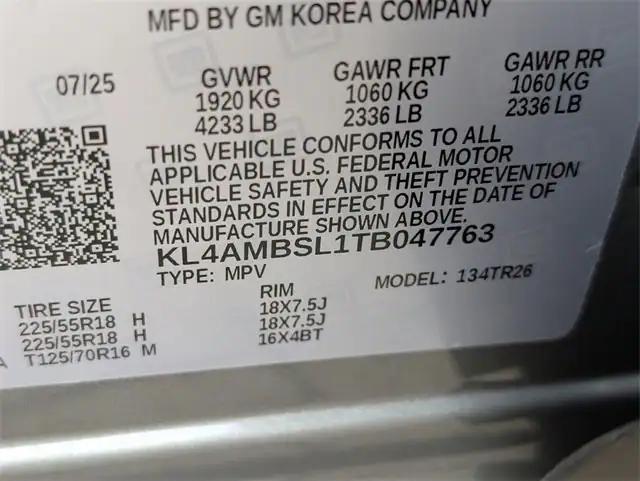 MFD BY GM KOREA COMPANY
07/25 GVWR GAWR FRT GAWR RR
1920 KG 1060 KG 1060 KG
4233 LB 2336 LB 2336 LB
THIS VEHICLE CONFORMS TO ALL
APPLICABLE U.S. FEDERAL MOTOR
VEHICLE SAFETY AND THEFT PREVENTION
STANDARDS IN EFFECT ON THE DATE OF
MANUFACTURE SHOWN ABOVE.
KL4AMBSL1TB047763
TYPE: MPV MODEL: 134TR26
TIRE SIZE RIM
225/55R18 H 18X7.5J
225/55R18 H 18X7.5J
T125/70R16 M 16X4BT